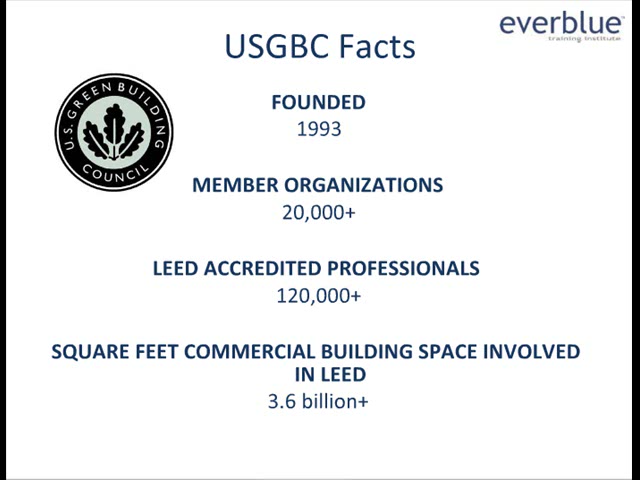 everblue
training institute
USGBC Facts
U.S. GREEN BUILDING
COUNCIL
FOUNDED
1993
MEMBER ORGANIZATIONS
20,000+
LEED ACCREDITED PROFESSIONALS
120,000+
SQUARE FEET COMMERCIAL BUILDING SPACE INVOLVED
IN LEED
3.6 billion+